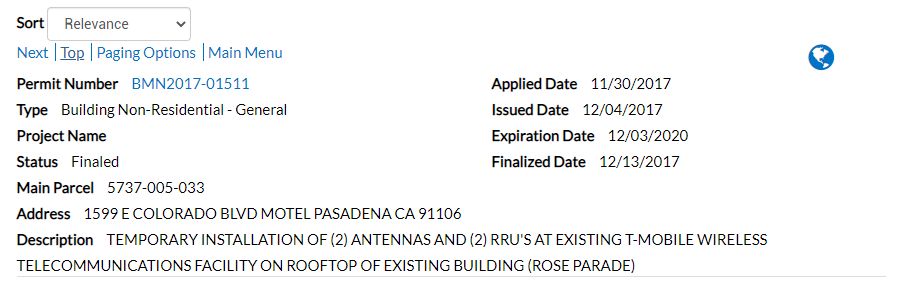 Sort Relevance
Next | Top | Paging Options | Main Menu
Permit Number BMN2017-01511 Applied Date 11/30/2017
Type Building Non-Residential - General Issued Date 12/04/2017
Project Name Expiration Date 12/03/2020
Status Finaled Finalized Date 12/13/2017
Main Parcel 5737-005-033
Address 1599 E COLORADO BLVD MOTEL PASADENA CA 91106
Description TEMPORARY INSTALLATION OF (2) ANTENNAS AND (2) RRU'S AT EXISTING T-MOBILE WIRELESS
TELECOMMUNICATIONS FACILITY ON ROOFTOP OF EXISTING BUILDING (ROSE PARADE)